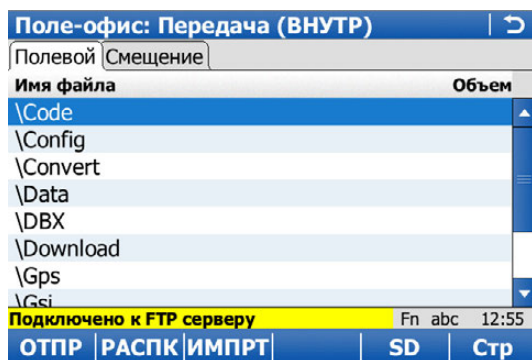 Поле-офис: Передача (ВНУТР)
Полевой Смещение
Имя файла Объем
\Code
\Config
\Convert
\Data
\DBX
\Download
\Gps
\Gsi
Подключено к FTP серверу Fn abc 12:55
ОТПР РАСПК ИМПРТ SD Стр